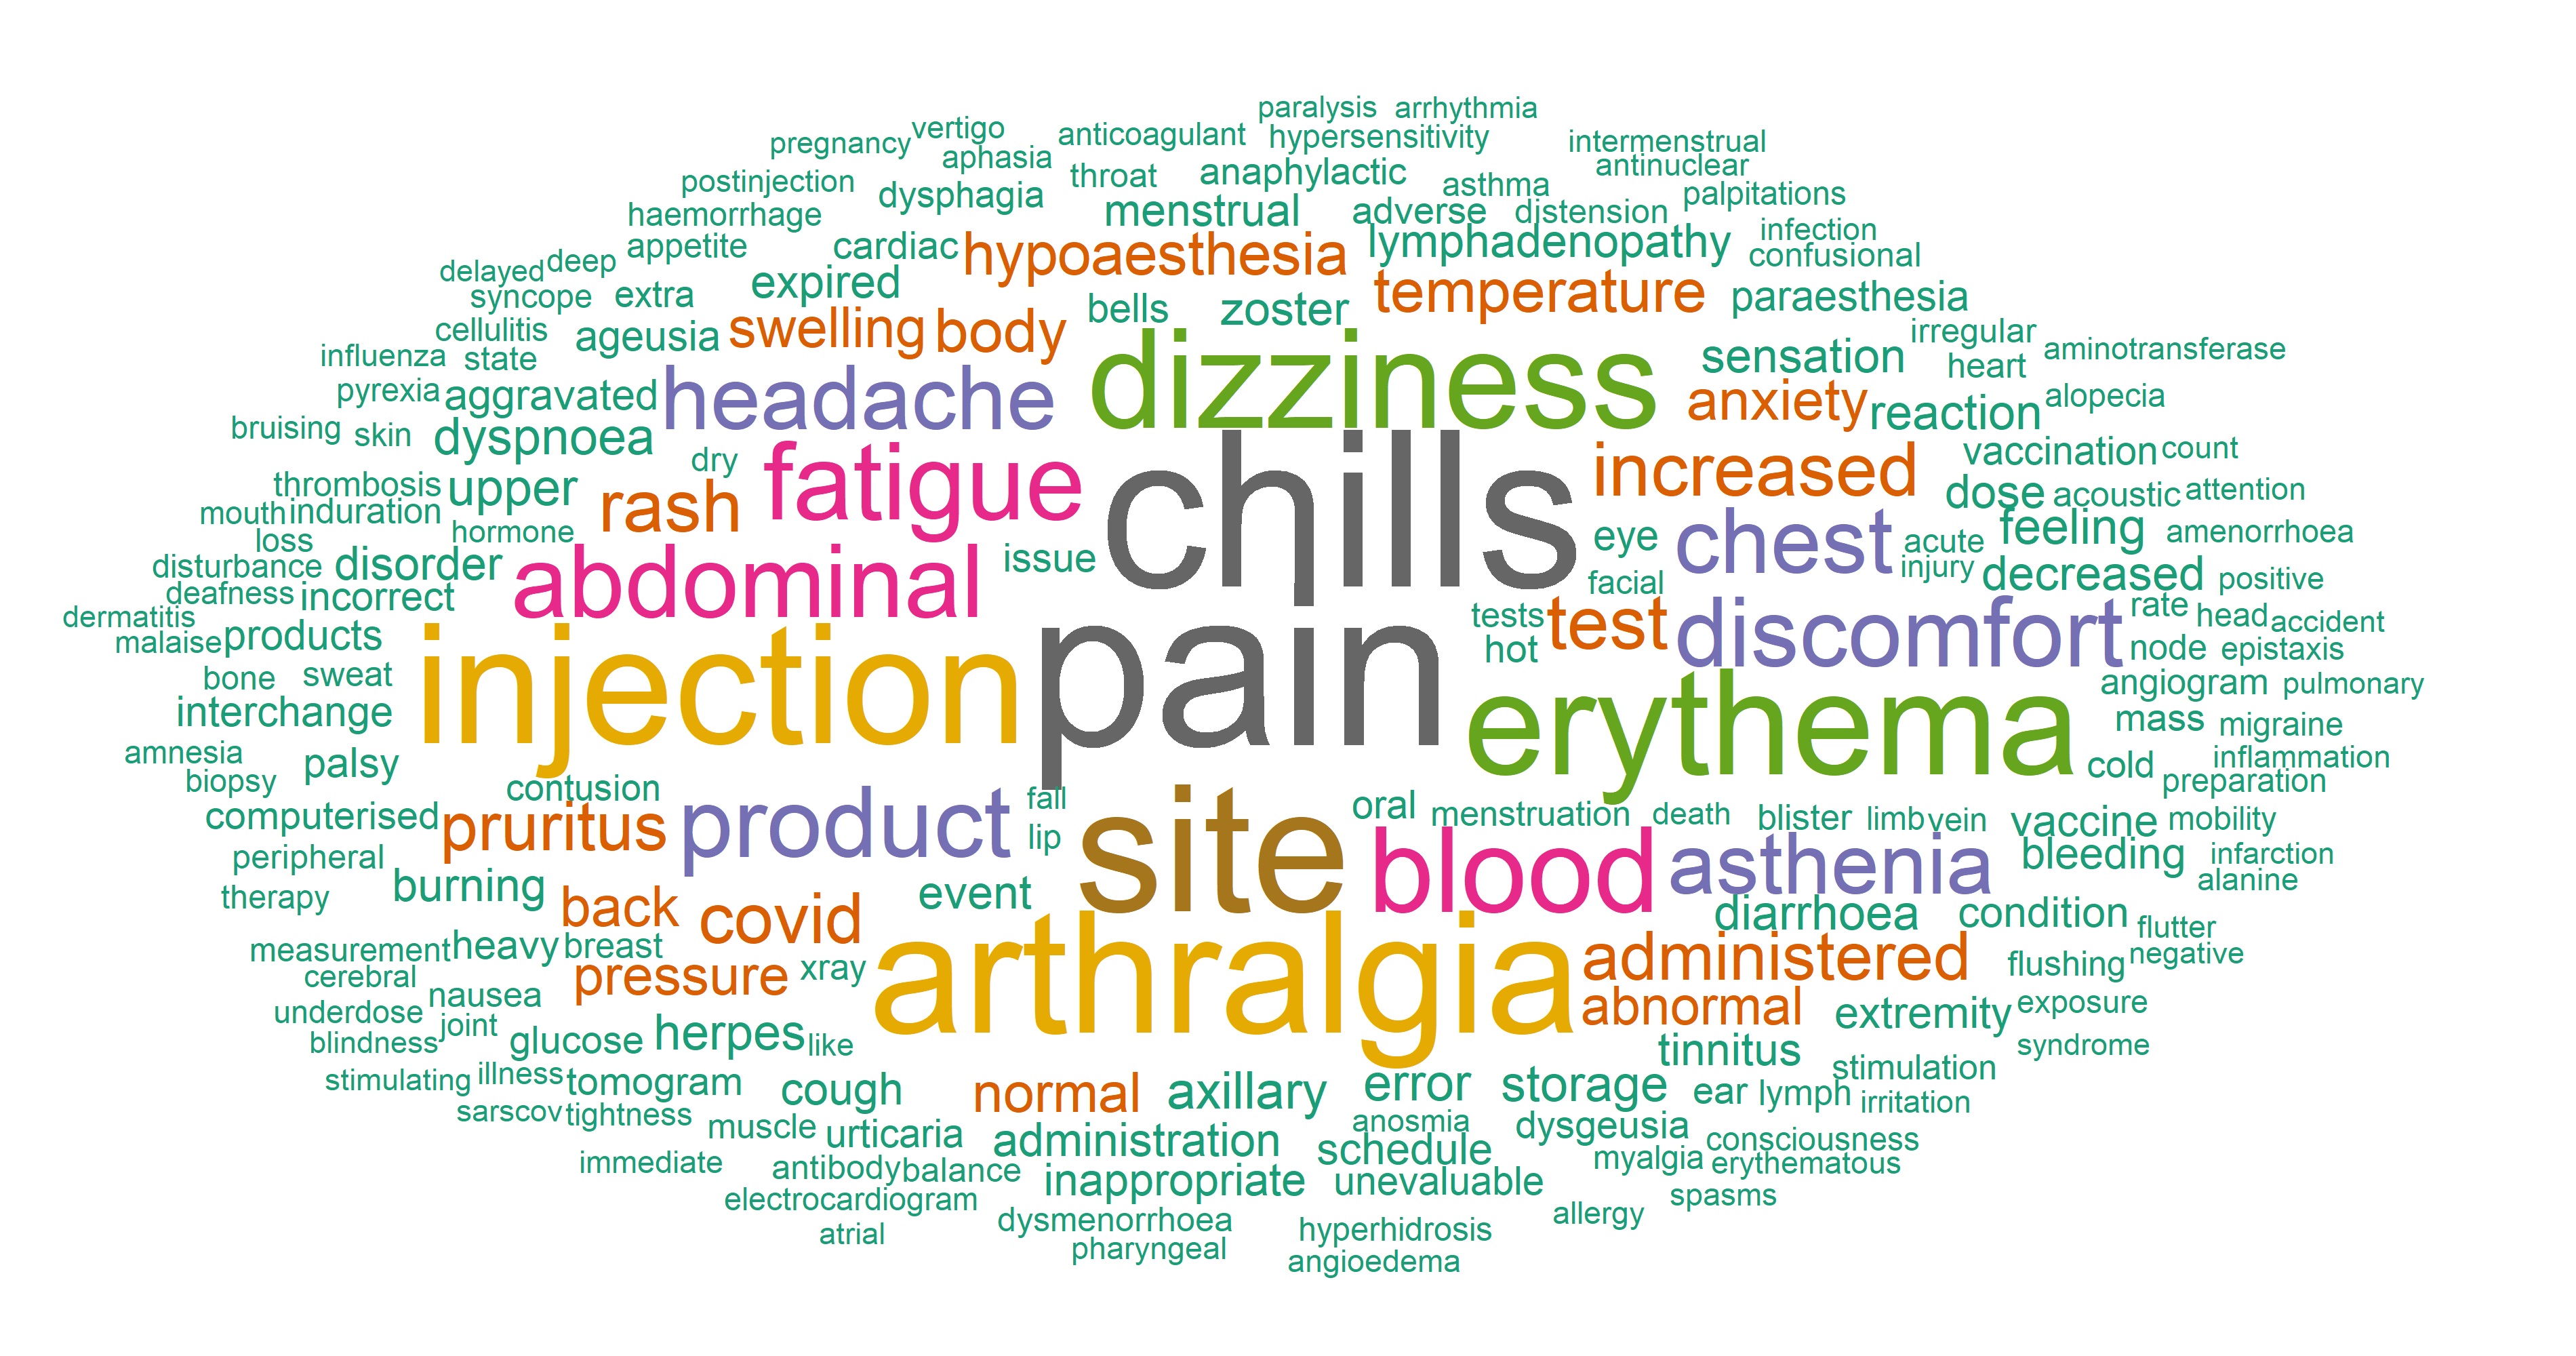 paralysis arrhythmia
vertigo anticoagulant hypersensitivity intermenstrual
pregnancy aphasia antinuclear
postinjection dysphagia throat anaphylactic asthma palpitations
haemorrhage menstrual adverse distension infection
appetite cardiac hypoaesthesia lymphadenopathy confusional
delayed deep
syncope extra expired bells zoster temperature paraesthesia
cellulitis ageusia swelling body irregular
influenza state dizziness sensation heart aminotransferase
pyrexia aggravated headache anxiety reaction alopecia
bruising skin dyspnoea
dry fatigue chills increased vaccination count
thrombosis upper rash dose acoustic attention
mouth induration hormone eye chest acute feeling amenorrhoea
loss
disturbance disorder abdominal issue facial injury decreased positive
deafness incorrect
dermatitis tests test discomfort rate head accident
malaise products hot node epistaxis
bone sweat injection pain erythema angiogram pulmonary
interchange mass migraine
amnesia palsy cold inflammation
biopsy contusion preparation
computerised pruritus product fall site oral menstruation death blister limb vein vaccine mobility
peripheral lip blood asthenia bleeding infarction
therapy burning event alanine
back covid arthralgia diarrhoea condition flutter
measurement heavy breast administered flushing negative
cerebral pressure xray
underdose nausea abnormal extremity exposure
blindness joint glucose herpes like tinnitus syndrome
stimulating illness tomogram cough normal axillary error storage ear lymph stimulation
sarscov tightness irritation
muscle urticaria administration anosmia schedule dysgeusia consciousness
immediate antibody balance inappropriate unevaluable myalgia erythematous
electrocardiogram spasms
atrial dysmenorrhoea hyperhidrosis allergy
pharyngeal angioedema